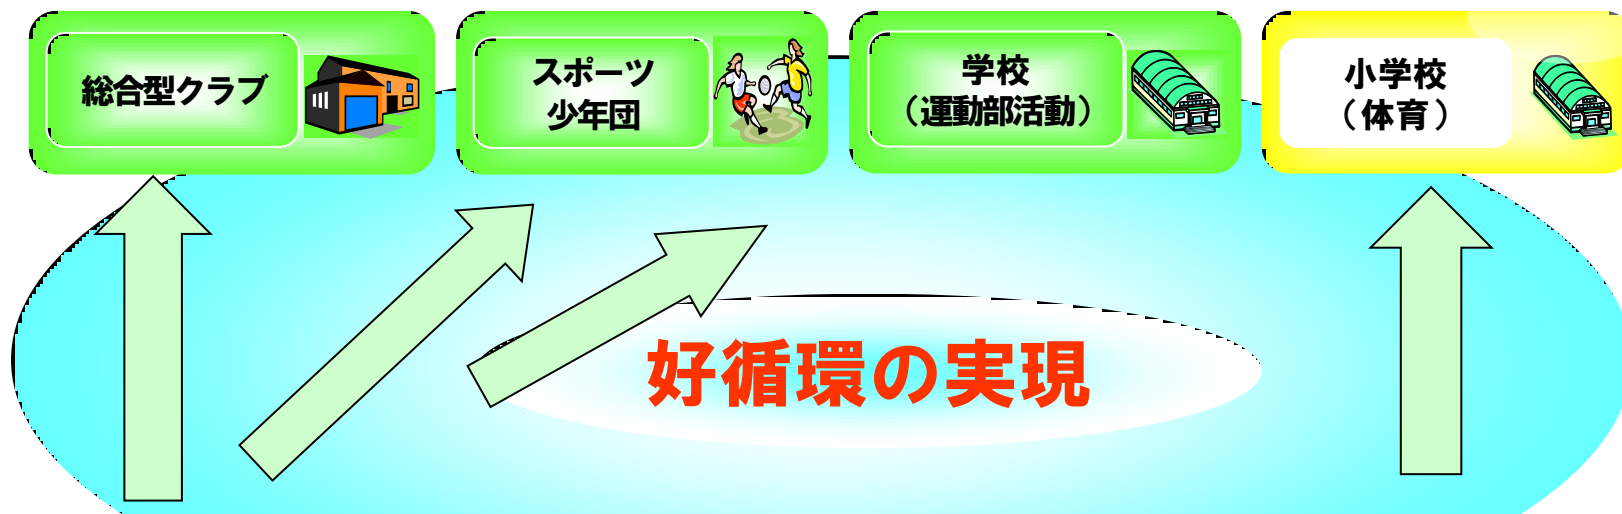 総合型クラブ
スポーツ
少年団
学校
（運動部活動）
小学校
（体育）
好循環の実現